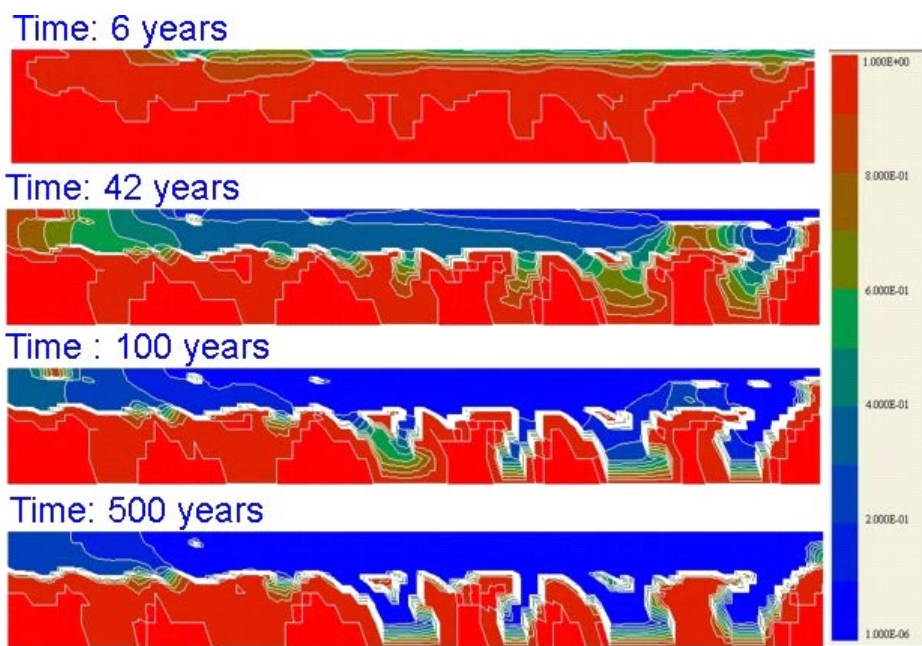 Time: 6 years
Time: 42 years
Time : 100 years
Time: 500 years
1.000E+00
8.000E-01
6.000E-01
4.000E-01
2.000E-01
1.000E-06